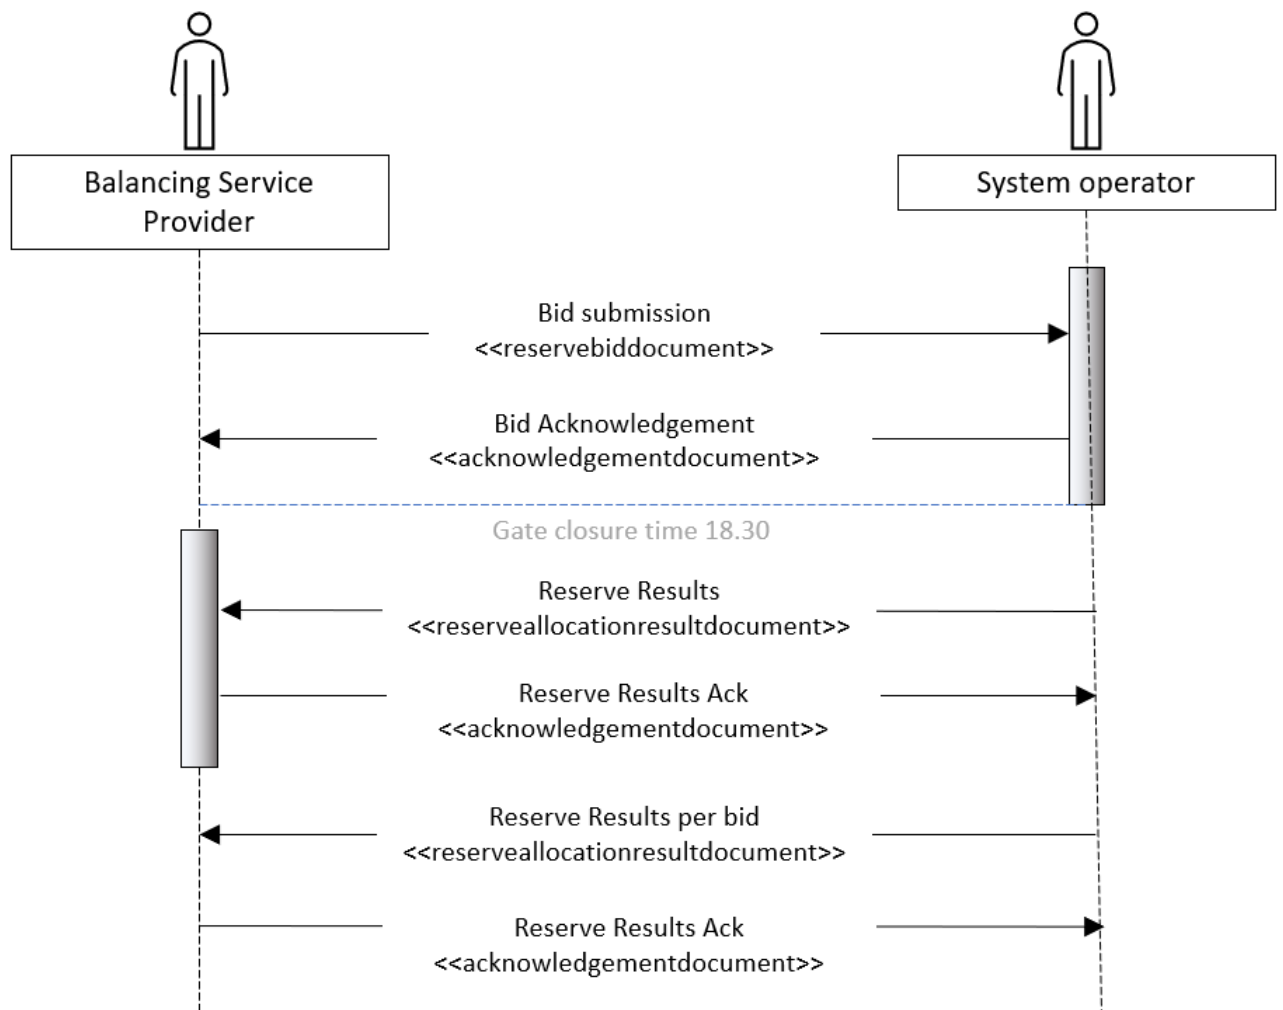 Balancing Service
Provider
System operator
Bid submission
<<reservebiddocument>>
Bid Acknowledgement
<<acknowledgementdocument>>
Gate closure time 18.30
Reserve Results
<<reserveallocationresultdocument>>
Reserve Results Ack
<<acknowledgementdocument>>
Reserve Results per bid
<<reserveallocationresultdocument>>
Reserve Results Ack
<<acknowledgementdocument>>